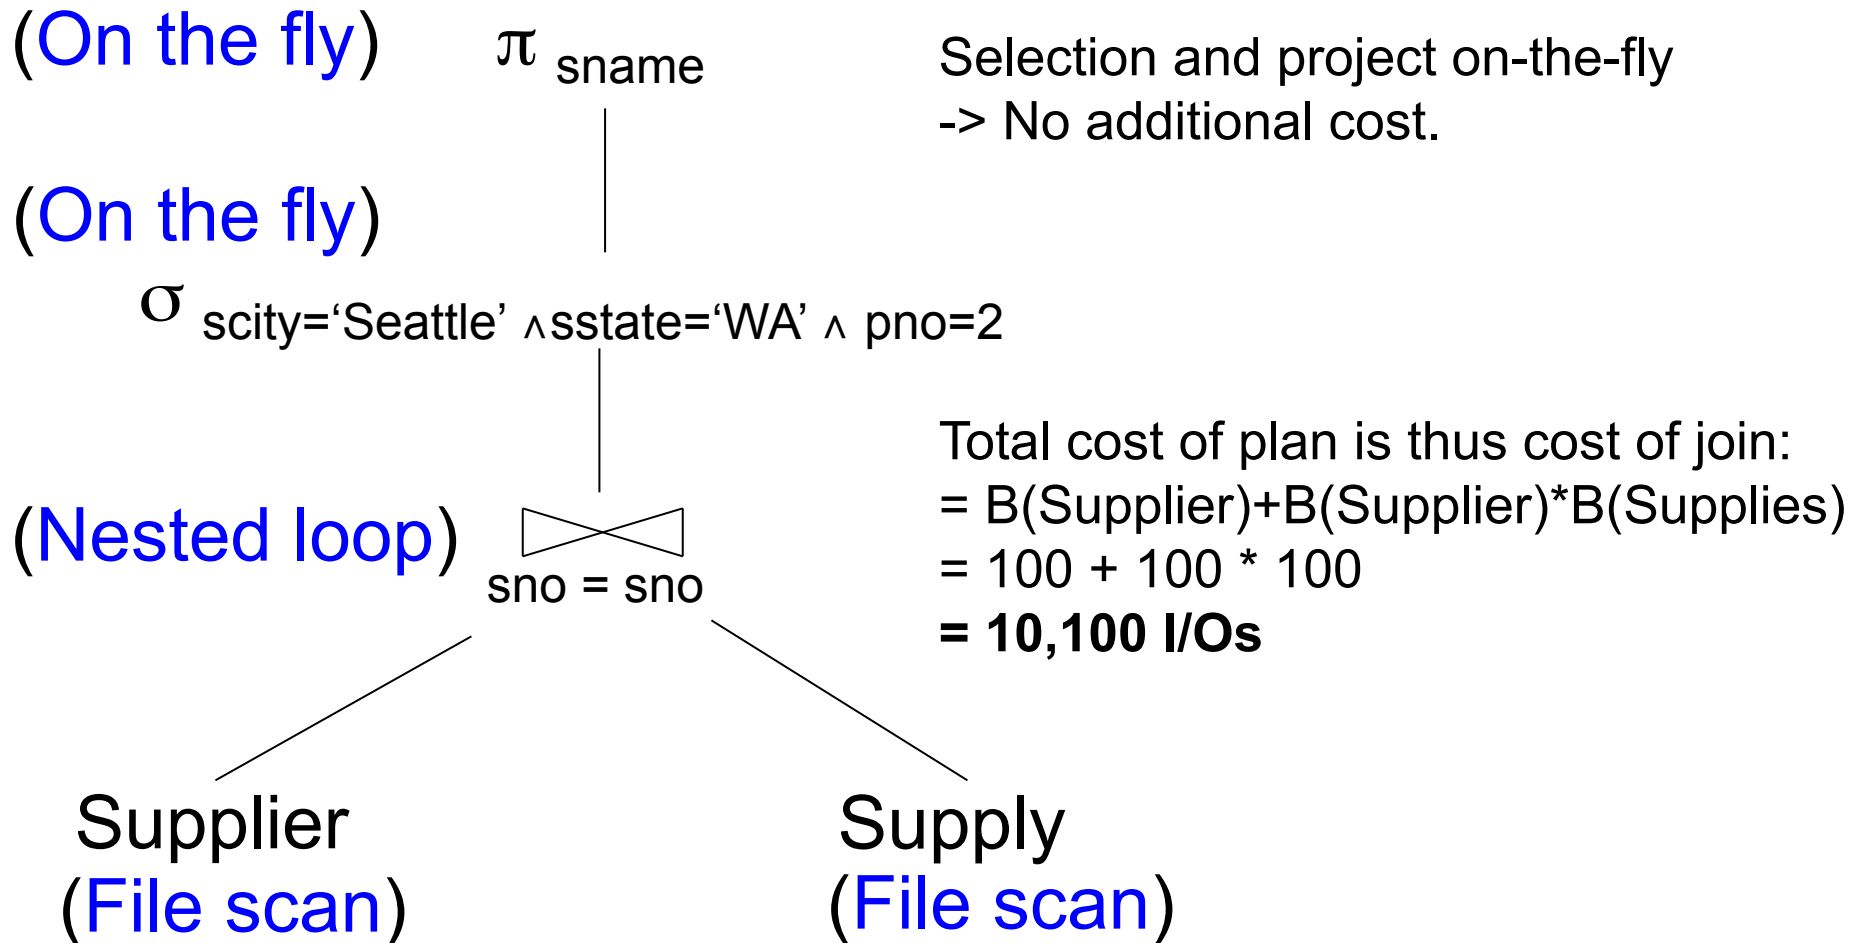 (On the fly)
π sname
Selection and project on-the-fly
-> No additional cost.
(On the fly)
σ scity=‘Seattle’ ∧sstate=‘WA’ ∧ pno=2
Total cost of plan is thus cost of join:
= B(Supplier)+B(Supplier)*B(Supplies)
= 100 + 100 * 100
= 10,100 I/Os
(Nested loop)
sno = sno
Supplier
(File scan)
Supply
(File scan)